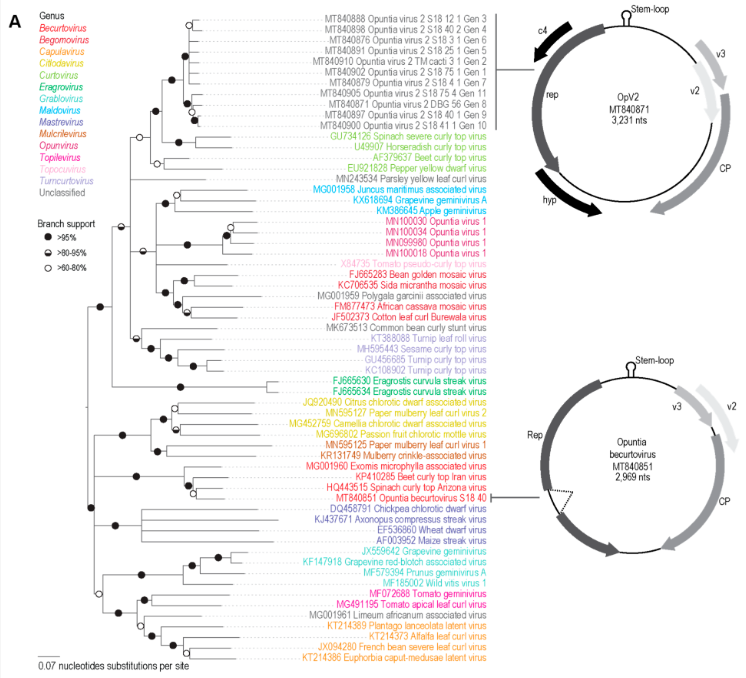 A
Genus
Becurtovirus
Begomovirus
Capulavirus
Citlodavirus
Curtovirus
Eragrovirus
Grablovirus
Maldovirus
Mastrevirus
Mulcrilevirus
Opunvirus
Topilevirus
Topocuvirus
Turncurtovirus
Unclassified
Branch support
>95%
>80-95%
>60-80%
MT840888 Opuntia virus 2 S18 12 1 Gen 3
MT840898 Opuntia virus 2 S18 40 2 Gen 4
MT840876 Opuntia virus 2 S18 3 1 Gen 6
MT840891 Opuntia virus 2 S18 25 1 Gen 5
MT840910 Opuntia virus 2 TM cacti 3 1 Gen 2
MT840902 Opuntia virus 2 S18 75 1 Gen 1
MT840879 Opuntia virus 2 S18 4 1 Gen 7
MT840905 Opuntia virus 2 S18 75 4 Gen 11
MT840871 Opuntia virus 2 DBG 56 Gen 8
MT840897 Opuntia virus 2 S18 40 1 Gen 9
MT840900 Opuntia virus 2 S18 41 1 Gen 10
GU734126 Spinach severe curly top virus
U49907 Horseradish curly top virus
AF379637 Beet curly top virus
EU921828 Pepper yellow dwarf virus
MN243534 Parsley yellow leaf curl virus
MG001958 Juncus maritimus associated virus
KX618694 Grapevine geminivirus A
KM386645 Apple geminivirus
MN100030 Opuntia virus 1
MN100034 Opuntia virus 1
MN099980 Opuntia virus 1
MN100018 Opuntia virus 1
X84735 Tomato pseudo-curly top virus
FJ665283 Bean golden mosaic virus
KC706535 Sida micrantha mosaic virus
MG001959 Polygala garcinii associated virus
FM877473 African cassava mosaic virus
JF502373 Cotton leaf curl Burewala virus
MK673513 Common bean curly stunt virus
KT388088 Turnip leaf roll virus
MH595443 Sesame curly top virus
GU456685 Turnip curly top virus
KC108902 Turnip curly top virus
FJ665630 Eragrostis curvula streak virus
FJ665634 Eragrostis curvula streak virus
JQ920490 Citrus chlorotic dwarf associated virus
MN595127 Paper mulberry leaf curl virus 2
MG452759 Camellia chlorotic dwarf associated virus
MG696802 Passion fruit chlorotic mottle virus
MN595125 Paper mulberry leaf curl virus 1
KR131749 Mulberry crinkle-associated virus
MG001960 Exomis microphylla associated virus
KP410285 Beet curly top Iran virus
HQ443515 Spinach curly top Arizona virus
MT840851 Opuntia becurtovirus S18 40
DQ458791 Chickpea chlorotic dwarf virus
KJ437671 Axonopus compressus streak virus
EF536860 Wheat dwarf virus
AF003952 Maize streak virus
JX559642 Grapevine geminivirus
KF147918 Grapevine red-blotch associated virus
MF579394 Prunus geminivirus A
MF185002 Wild vitis virus 1
MF072688 Tomato geminivirus
MG491195 Tomato apical leaf curl virus
MG001961 Limeum africanum associated virus
KT214389 Plantago lanceolata latent virus
KT214373 Alfalfa leaf curl virus
JX094280 French bean severe leaf curl virus
KT214386 Euphorbia caput-medusae latent virus
0.07 nucleotides substitutions per site
Stem-loop
c4
v3
v2
rep
OpV2
MT840871
3,231 nts
CP
hyp
Stem-loop
v3
v2
Rep
Opuntia
becurtovirus
MT840851
2,969 nts
CP